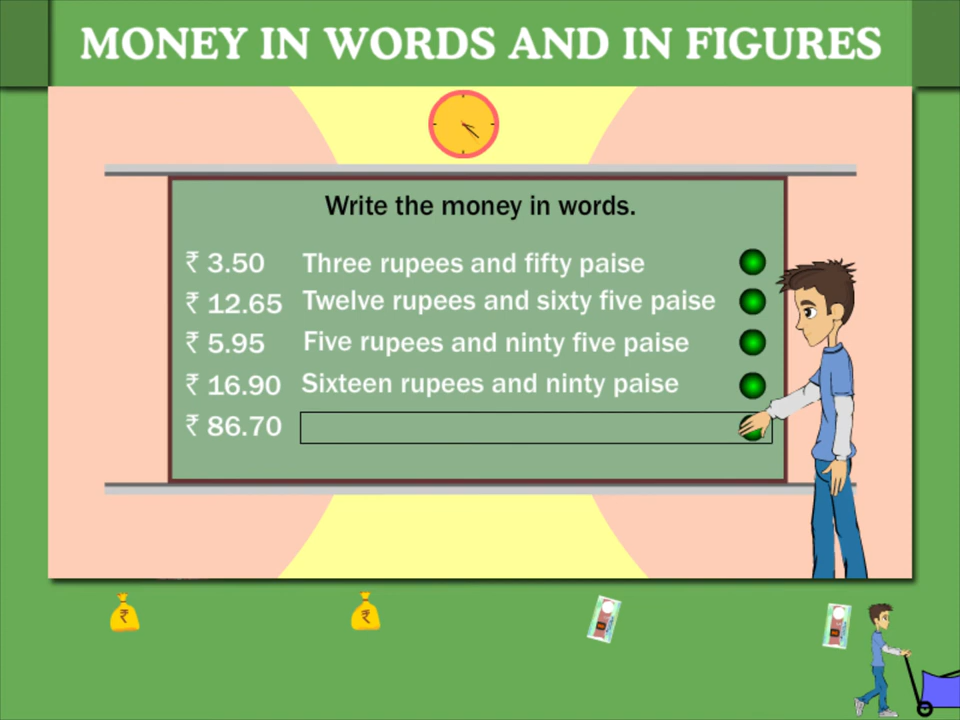 MONEY IN WORDS AND IN FIGURES
Write the money in words.
₹ 3.50 Three rupees and fifty paise
₹ 12.65 Twelve rupees and sixty five paise
₹ 5.95 Five rupees and ninty five paise
₹ 16.90 Sixteen rupees and ninty paise
₹ 86.70
₹
₹